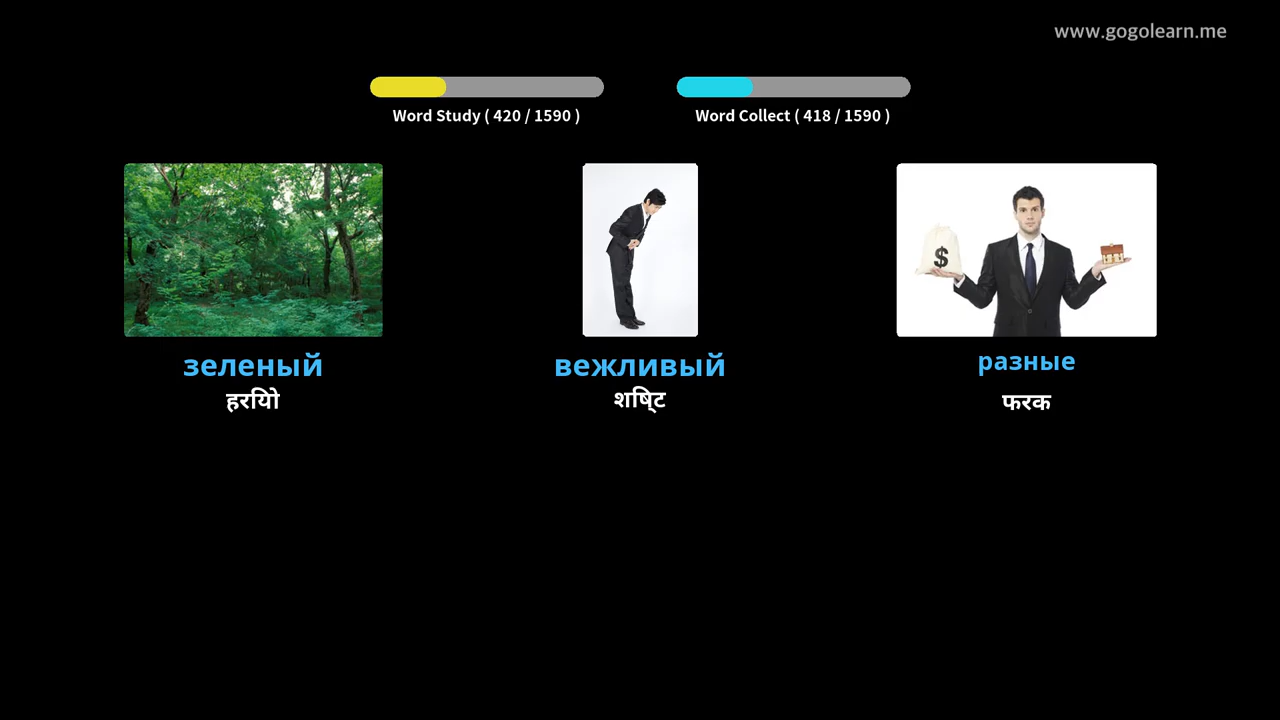 www.gogolearn.me
Word Study ( 420 / 1590 )
Word Collect ( 418 / 1590 )
зеленый
вежливый
разные
हरियो
शिष्ट
फरक
$